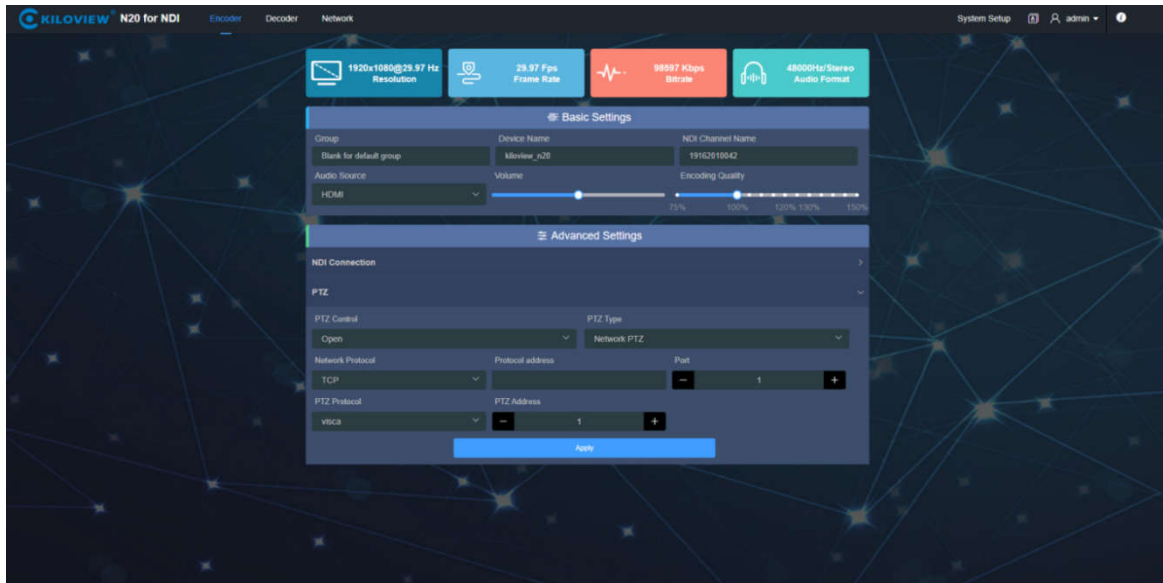 KILOVIEW® N20 for NDI Encoder Decoder Network System Setup admin
1920x1080@29.97 Hz
Resolution
29.97 Fps
Frame Rate
98597 Kbps
Bitrate
48000Hz/Stereo
Audio Format
Basic Settings
Group Device Name NDI Channel Name
Blank for default group kiloview_n20 19162010042
Audio Source Volume Encoding Quality
HDMI
75% 100% 120% 130% 150%
Advanced Settings
NDI Connection
PTZ
PTZ Control PTZ Type
Open Network PTZ
Network Protocol Protocol address Port
TCP − 1 +
PTZ Protocol PTZ Address
visca − 1 +
Apply